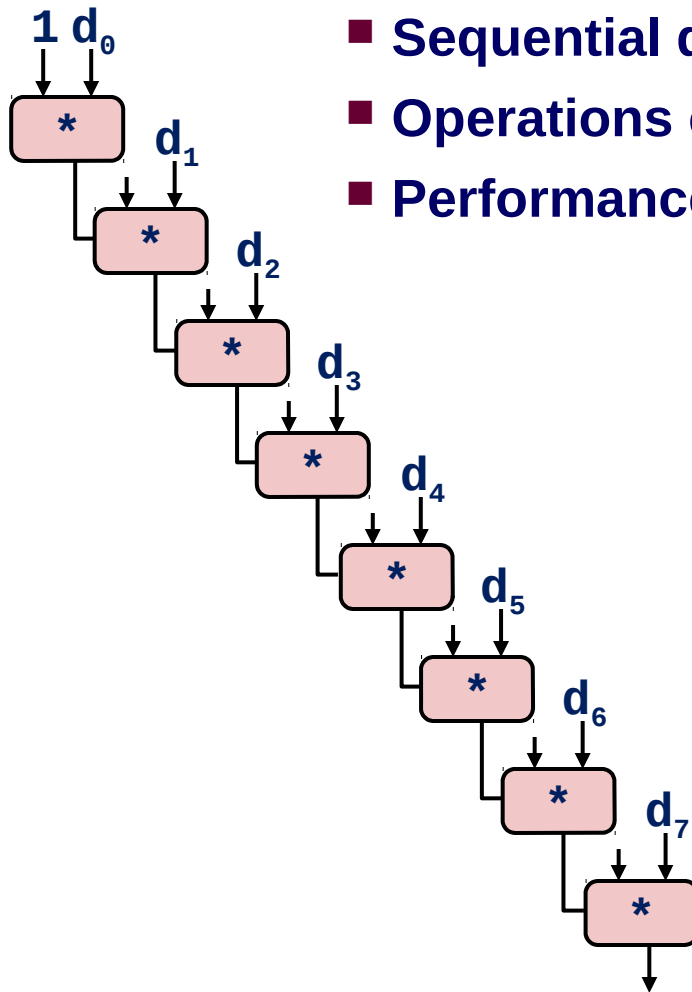 1 d₀
*
d₁
*
d₂
*
d₃
*
d₄
*
d₅
*
d₆
*
d₇
*
Sequential
Operations
Performance